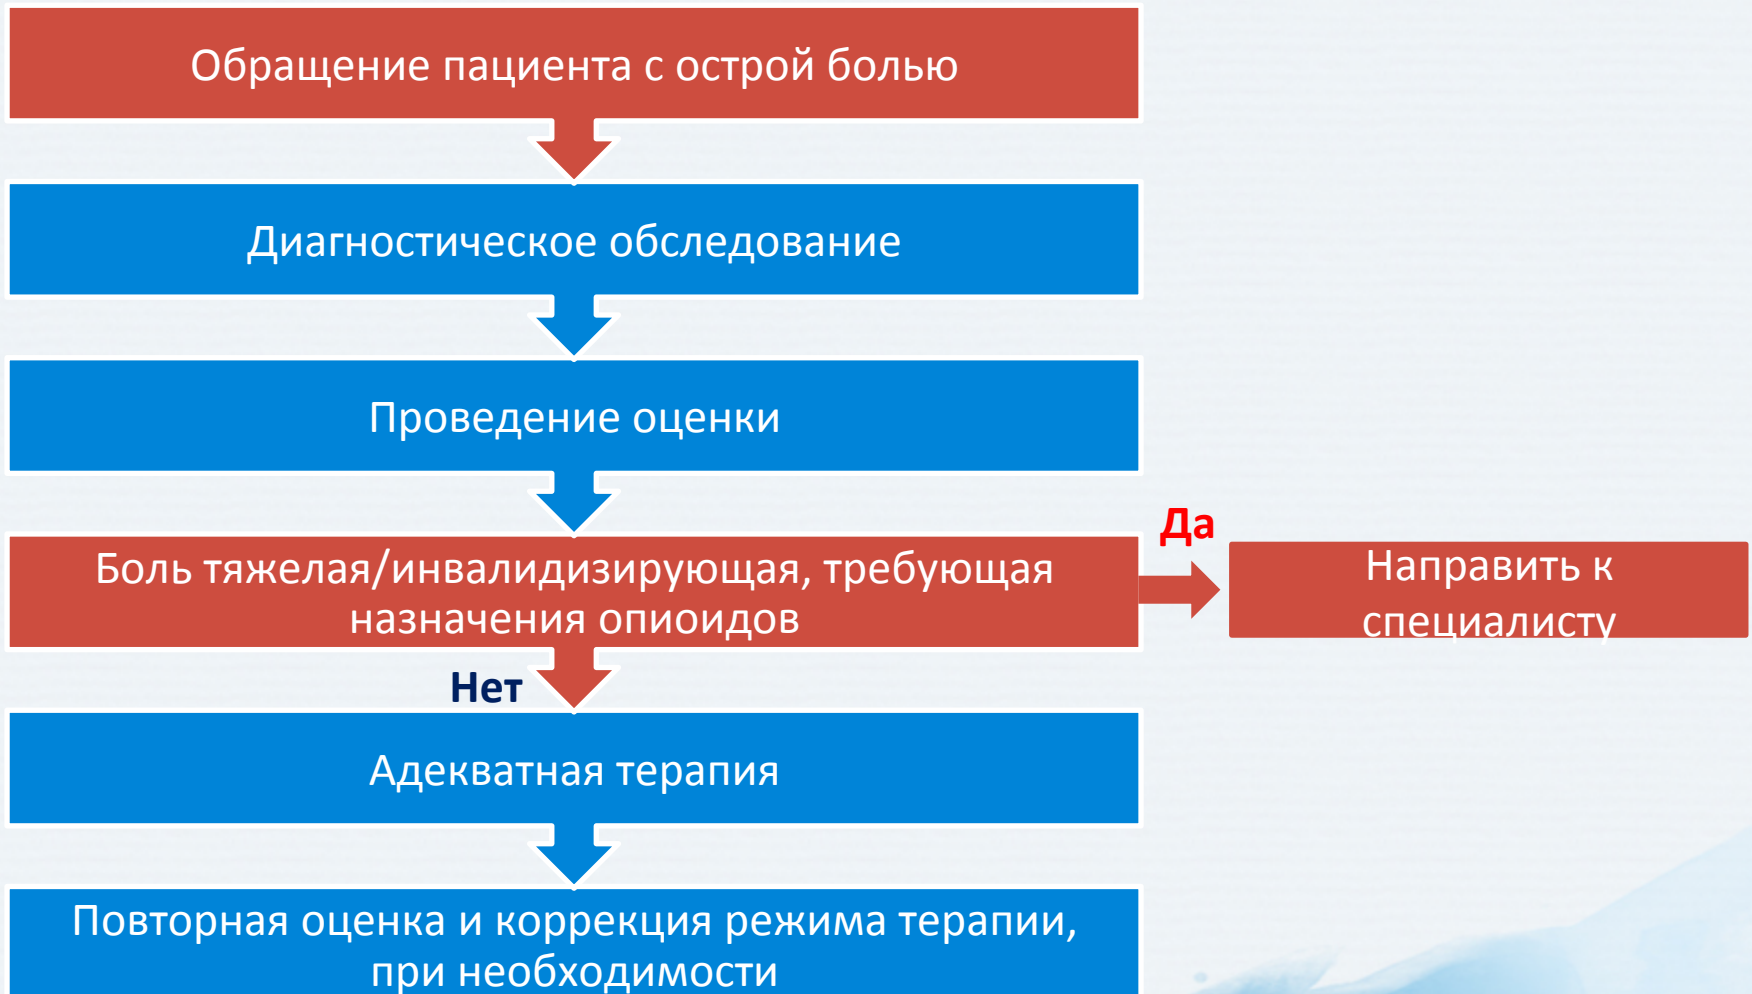 Обращение пациента с острой болью
Диагностическое обследование
Проведение оценки
Да
Боль тяжелая/инвалидизирующая, требующая
назначения опиоидов
Направить к
специалисту
Нет
Адекватная терапия
Повторная оценка и коррекция режима терапии,
при необходимости